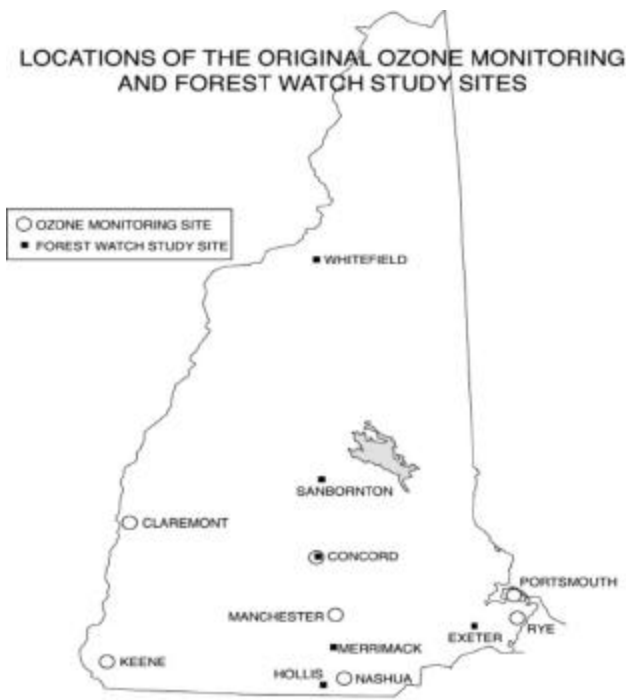 LOCATIONS OF THE ORIGINAL OZONE MONITORING
AND FOREST WATCH STUDY SITES
OZONE MONITORING SITE
FOREST WATCH STUDY SITE
WHITEFIELD
SANBORNTON
CLAREMONT
CONCORD
PORTSMOUTH
MANCHESTER
RYE
EXETER
MERRIMACK
KEENE
HOLLIS
NASHUA